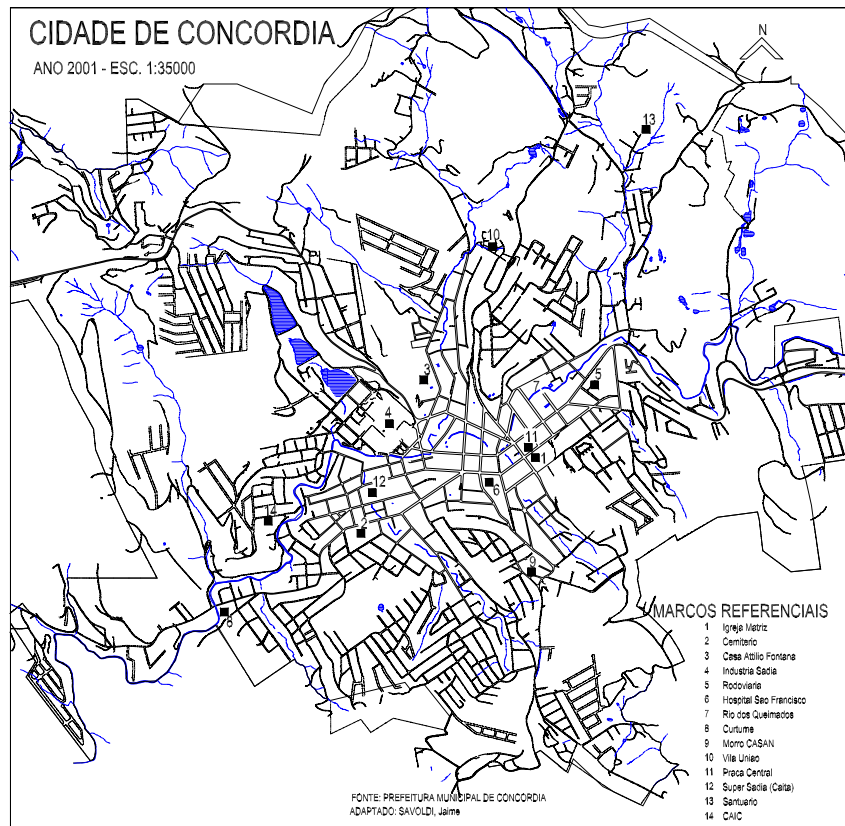 CIDADE DE CONCORDIA
ANO 2001 - ESC. 1:35000
N
13
10
3
7
5
4
11
1
12
6
14
2
9
8
MARCOS REFERENCIAIS
1 Igreja Matriz
2 Cemiterio
3 Casa Attilio Fontana
4 Industria Sadia
5 Rodoviaria
6 Hospital Sao Francisco
7 Rio dos Queimados
8 Curtume
9 Morro CASAN
10 Vila Uniao
11 Praca Central
12 Super Sadia (Caita)
13 Santuario
14 CAIC
FONTE: PREFEITURA MUNICIPAL DE CONCORDIA
ADAPTADO: SAVOLDI, Jaime